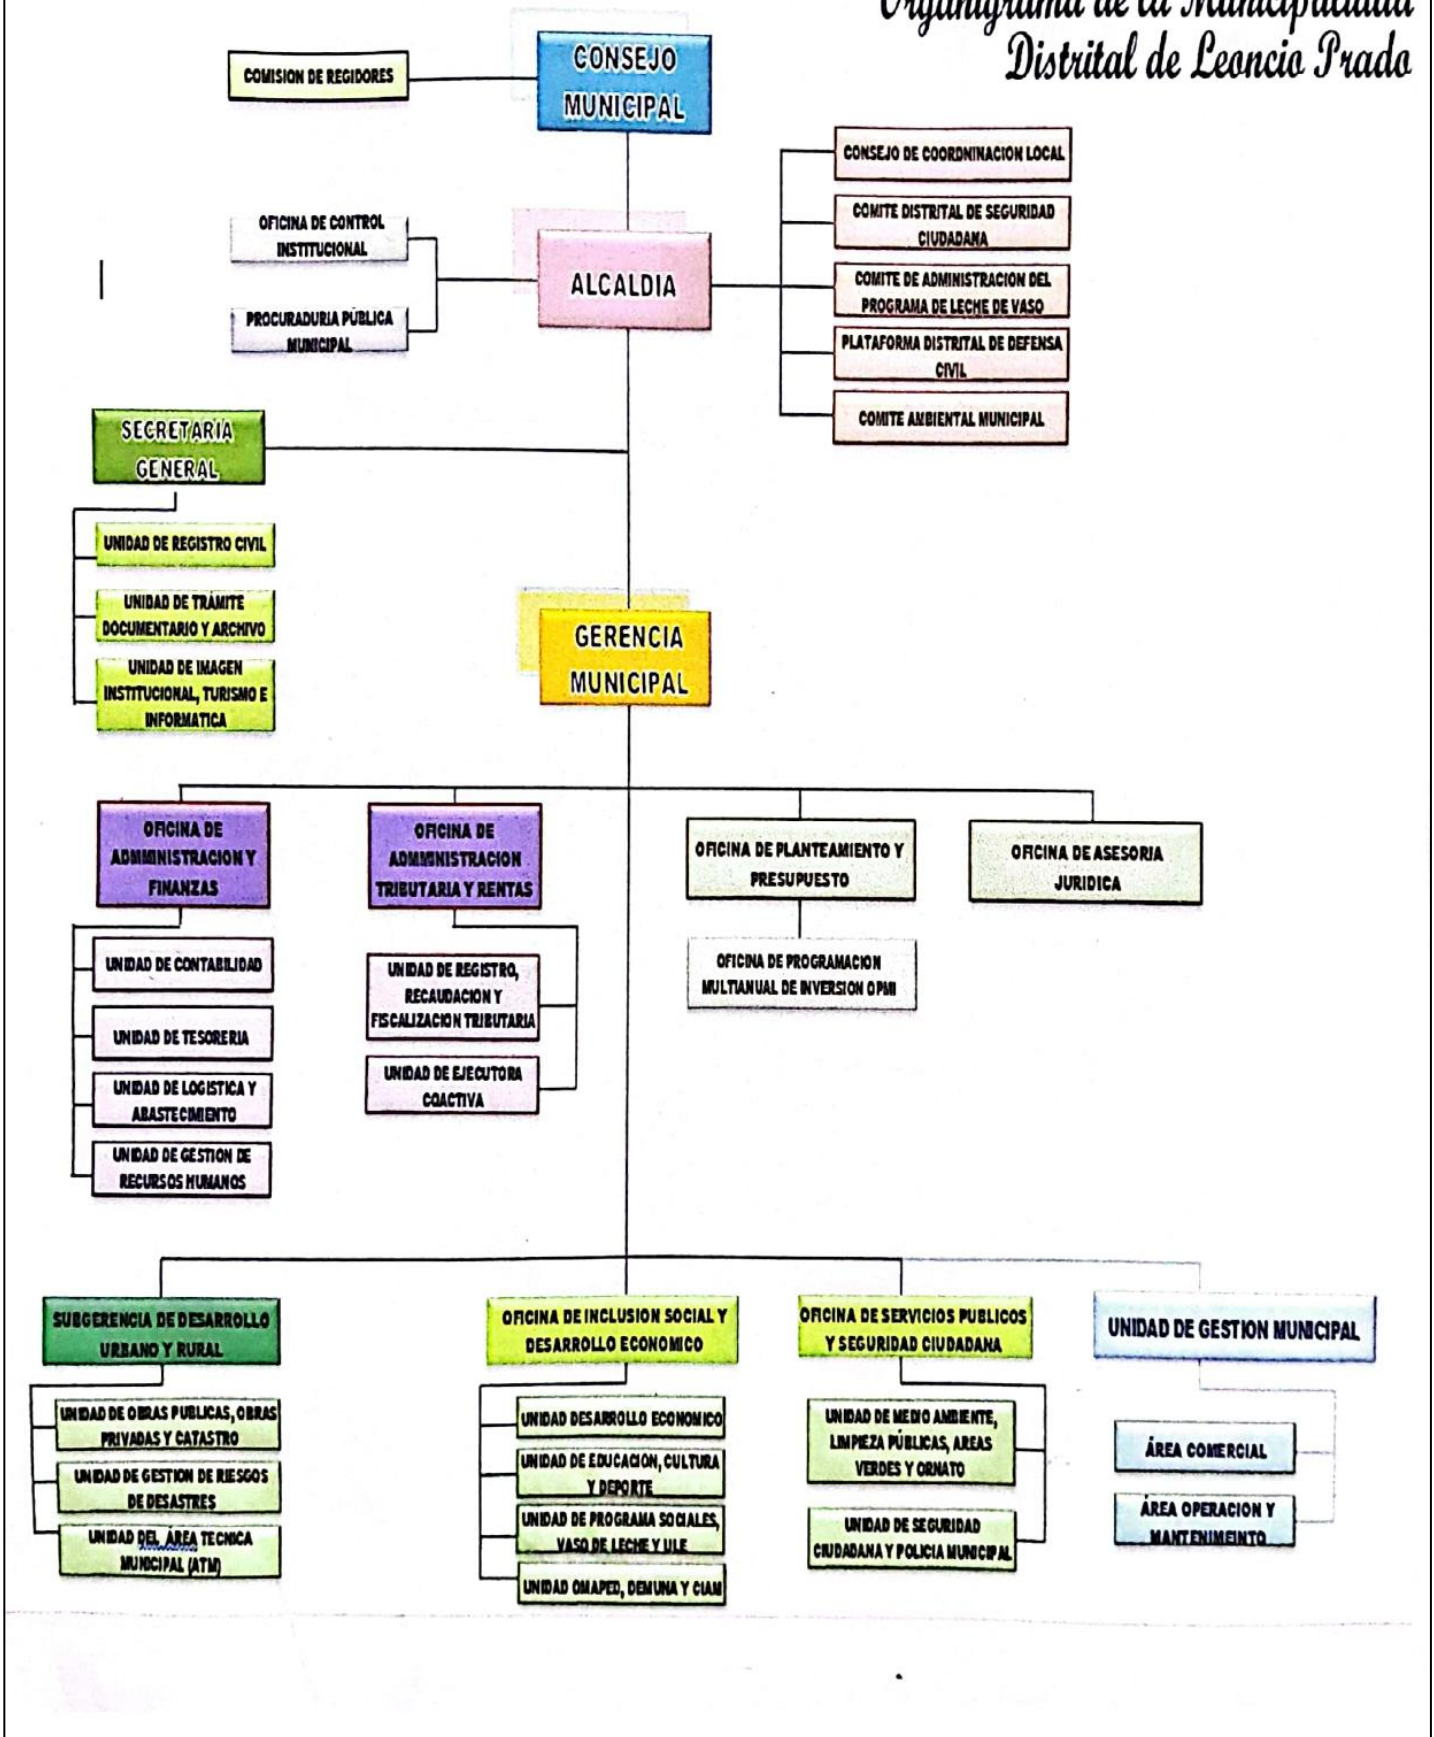 Organigrama de la Municipalidad
Distrital de Leoncio Prado
CONSEJO
MUNICIPAL
COMISION DE REGIDORES
CONSEJO DE COORDNINACION LOCAL
COMITE DISTRITAL DE SEGURIDAD
CIUDADANA
COMITE DE ADMINISTRACION DEL
PROGRAMA DE LECHE DE VASO
PLATAFORMA DISTRITAL DE DEFENSA
CIVIL
COMITE AMBIENTAL MUNICIPAL
OFICINA DE CONTROL
INSTITUCIONAL
PROCURADURIA PÚBLICA
MUNICIPAL
ALCALDIA
SECRETARIA
GENERAL
UNIDAD DE REGISTRO CIVIL
UNIDAD DE TRÁMITE
DOCUMENTARIO Y ARCHIVO
UNIDAD DE IMAGEN
INSTITUCIONAL, TURISMO E
INFORMATICA
GERENCIA
MUNICIPAL
OFICINA DE
ADMINISTRACION Y
FINANZAS
UNIDAD DE CONTABILIDAD
UNIDAD DE TESORERIA
UNIDAD DE LOGISTICA Y
ABASTECIMIENTO
UNIDAD DE GESTION DE
RECURSOS HUMANOS
OFICINA DE
ADMINISTRACION
TRIBUTARIA Y RENTAS
UNIDAD DE REGISTRO,
RECAUDACION Y
FISCALIZACION TRIBUTARIA
UNIDAD DE EJECUTORA
COACTIVA
OFICINA DE PLANTEAMIENTO Y
PRESUPUESTO
OFICINA DE PROGRAMACION
MULTIANUAL DE INVERSION OPMI
OFICINA DE ASESORIA
JURIDICA
SUBGERENCIA DE DESARROLLO
URBANO Y RURAL
UNIDAD DE OBRAS PUBLICAS, OBRAS
PRIVADAS Y CATASTRO
UNIDAD DE GESTION DE RIESGOS
DE DESASTRES
UNIDAD DEL ÁREA TECNICA
MUNICIPAL (ATM)
OFICINA DE INCLUSION SOCIAL Y
DESARROLLO ECONOMICO
UNIDAD DESARROLLO ECONOMICO
UNIDAD DE EDUCACION, CULTURA
Y DEPORTE
UNIDAD DE PROGRAMA SOCIALES,
VASO DE LECHE Y ULE
UNIDAD OMAPED, DEMUNA Y CIAM
OFICINA DE SERVICIOS PUBLICOS
Y SEGURIDAD CIUDADANA
UNIDAD DE MEDIO AMBIENTE,
LIMPIEZA PÚBLICAS, AREAS
VERDES Y ORNATO
UNIDAD DE SEGURIDAD
CIUDADANA Y POLICIA MUNICIPAL
UNIDAD DE GESTION MUNICIPAL
ÁREA COMERCIAL
ÁREA OPERACION Y
MANTENIMEINTO